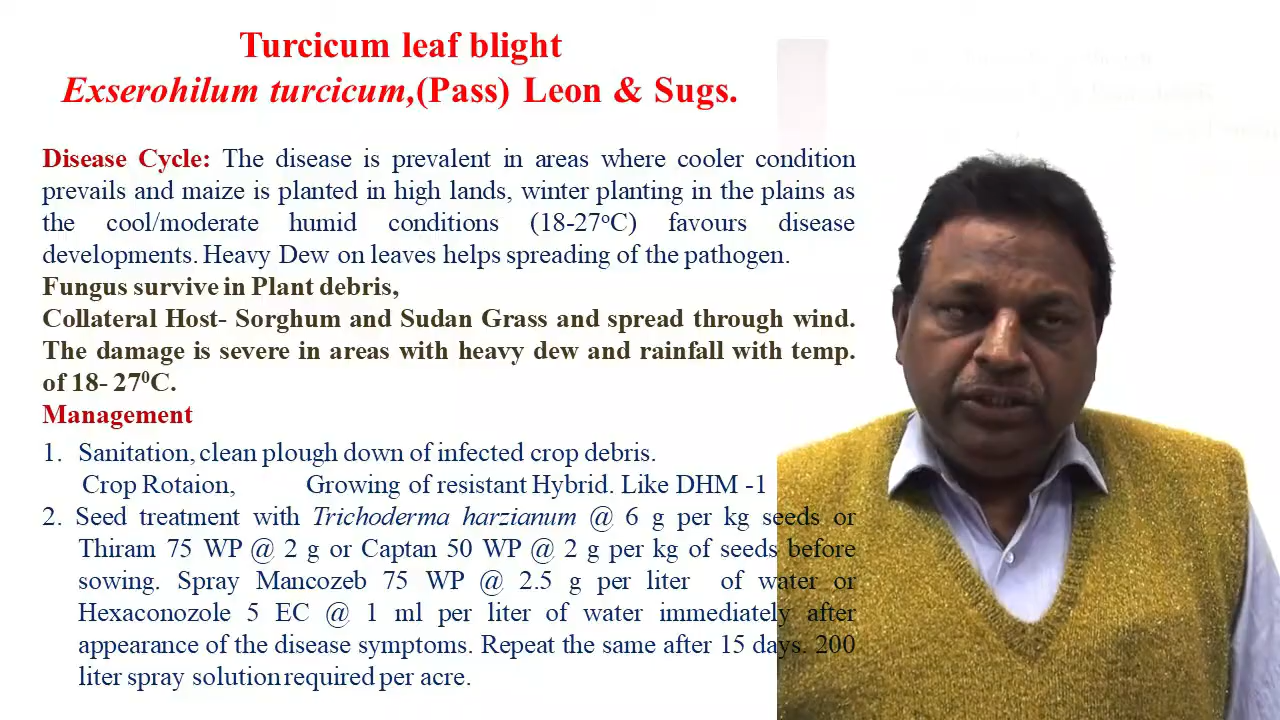 Turcicum leaf blight
Exserohilum turcicum,(Pass) Leon & Sugs.
Disease Cycle: The disease is prevalent in areas where cooler condition
prevails and maize is planted in high lands, winter planting in the plains as
the cool/moderate humid conditions (18-27ºC) favours disease
developments. Heavy Dew on leaves helps spreading of the pathogen.
Fungus survive in Plant debris,
Collateral Host- Sorghum and Sudan Grass and spread through wind.
The damage is severe in areas with heavy dew and rainfall with temp.
of 18- 27⁰C.
Management
1. Sanitation, clean plough down of infected crop debris.
Crop Rotaion, Growing of resistant Hybrid. Like DHM -1
2. Seed treatment with Trichoderma harzianum @ 6 g per kg seeds or
Thiram 75 WP @ 2 g or Captan 50 WP @ 2 g per kg of seeds before
sowing. Spray Mancozeb 75 WP @ 2.5 g per liter of water or
Hexaconozole 5 EC @ 1 ml per liter of water immediately after
appearance of the disease symptoms. Repeat the same after 15 days. 200
liter spray solution required per acre.